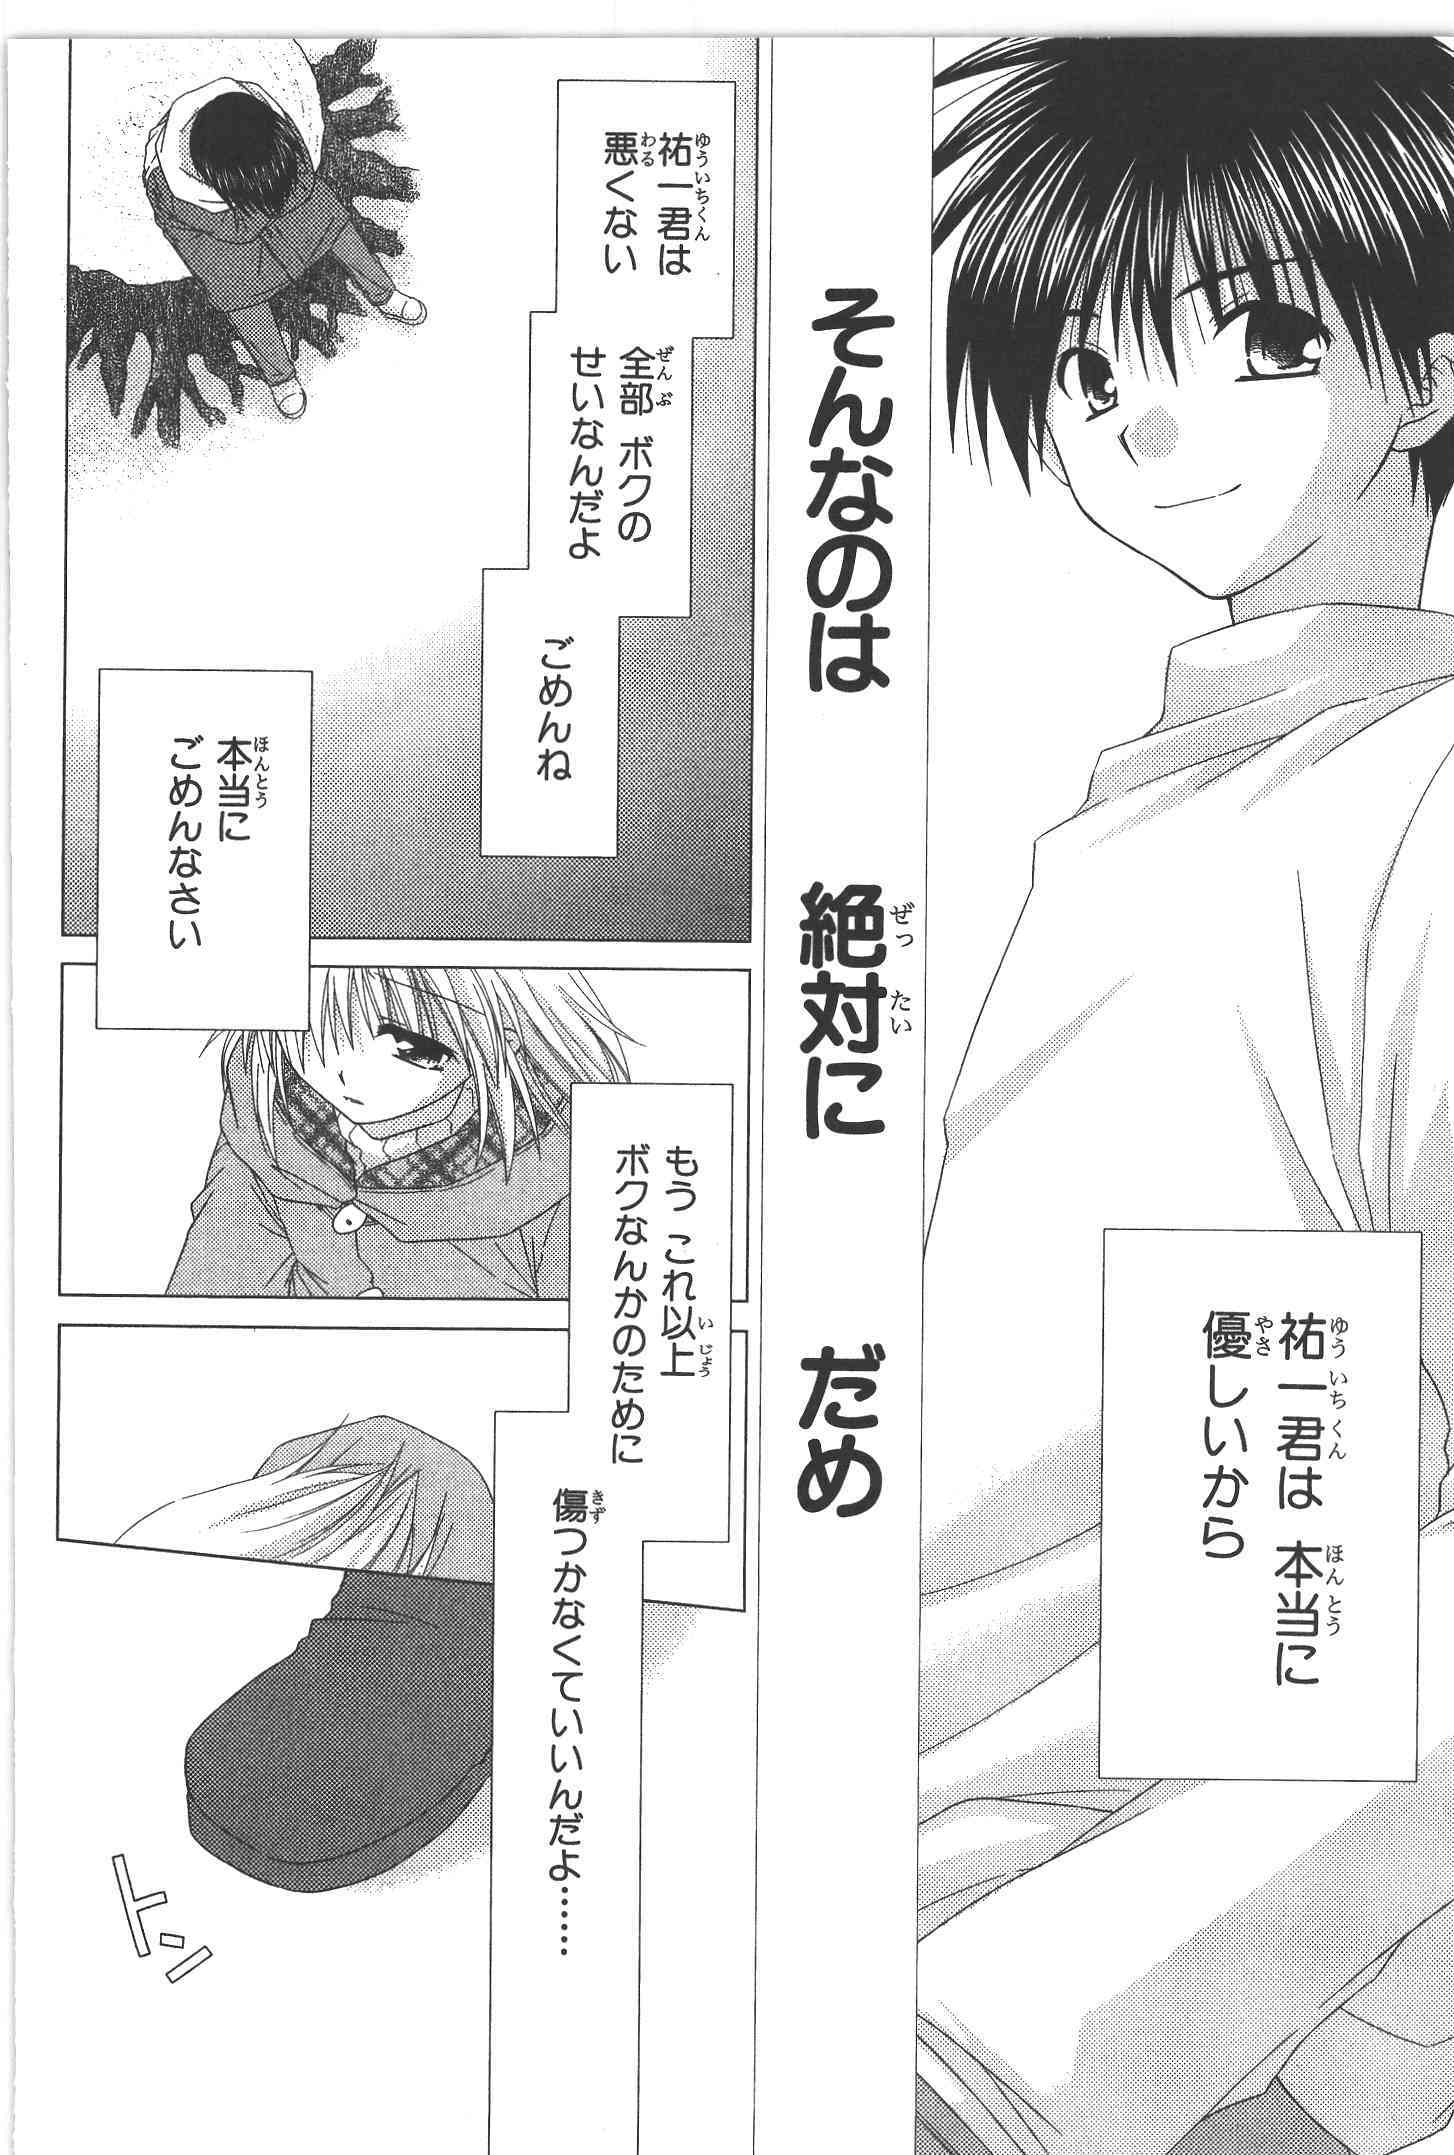 祐一君は 本当に
優しいから
そんなのは 絶対に だめ
祐一君は
悪くない
全部 ボクの
せいなんだよ
ごめんね
本当に
ごめんなさい
もう これ以上
ボクなんかのために
傷つかなくていいんだよ……
トン